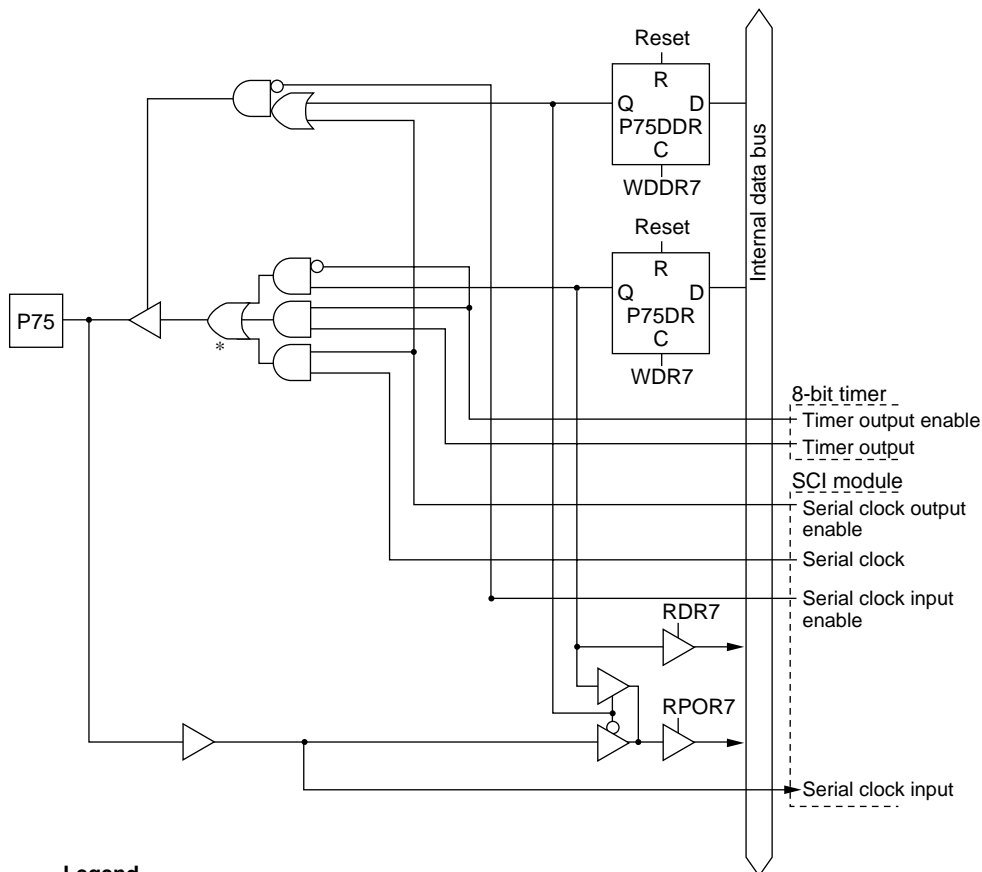 Reset
R
Q D
P75DDR
C
WDDR7
Internal data bus
Reset
R
Q D
P75DR
C
WDR7
P75
*
8-bit timer
Timer output enable
Timer output
SCI module
Serial clock output
enable
Serial clock
Serial clock input
enable
RDR7
RPOR7
Serial clock input
Legend